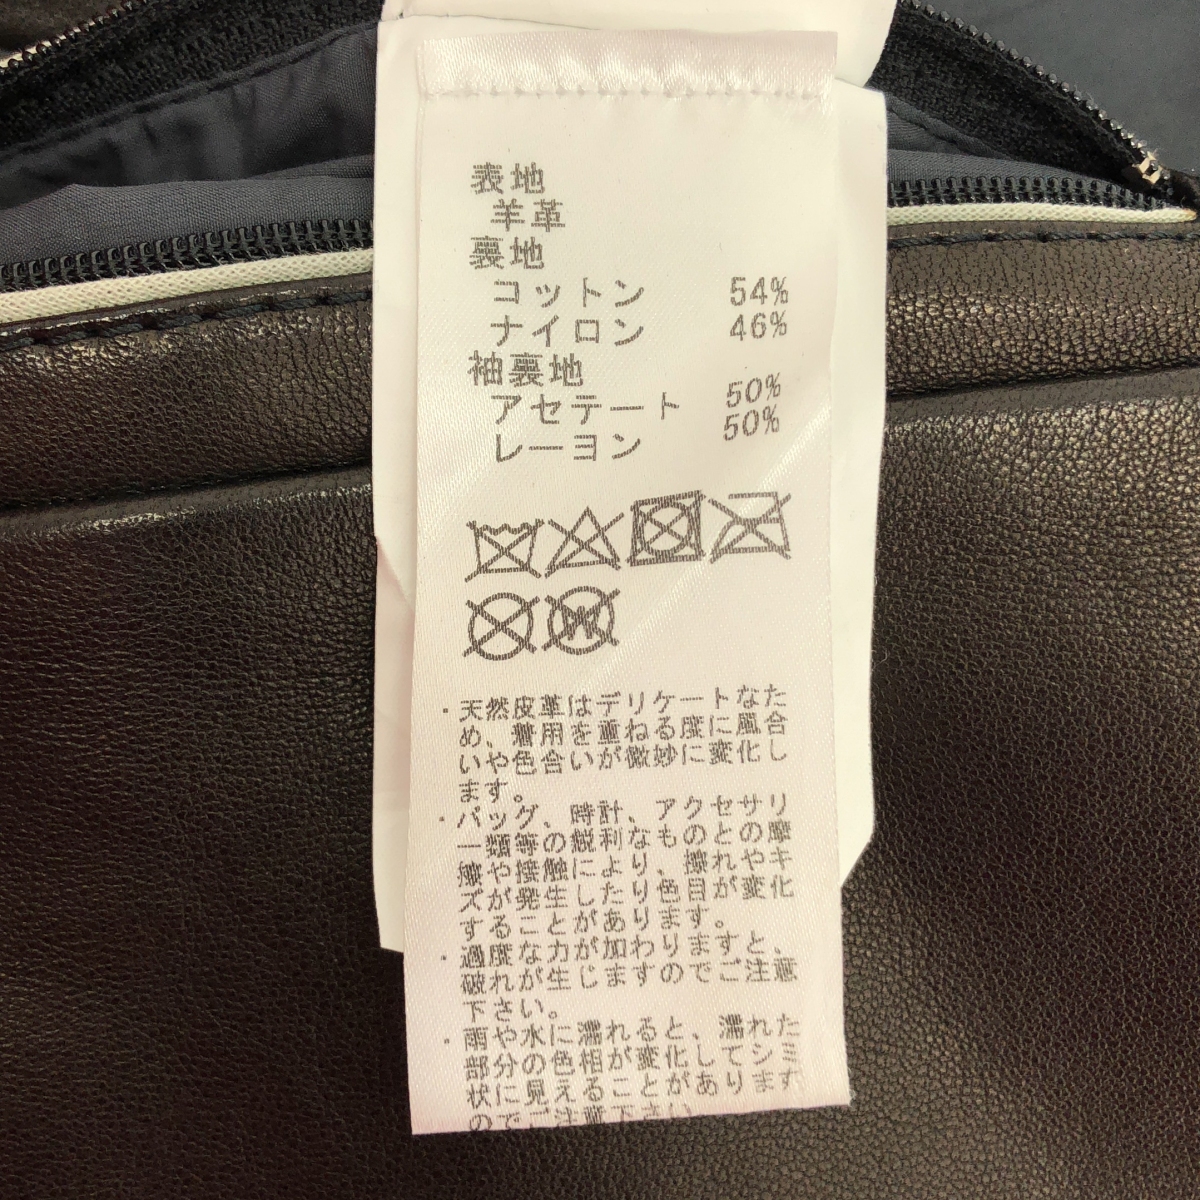 表地
羊革
裏地
コットン 54%
ナイロン 46%
袖裏地
アセテート 50%
レーヨン 50%
W
・天然皮革はデリケートなた
め、着用を重ねる度に風合
いや色合いが微妙に変化し
ます。
・バッグ、時計、アクセサリ
ー類等の鋭利なものとの摩
擦や接触により、擦れやキ
ズが発生したり色目が変化
することがあります。
・過度な力が加わりますと、
破れが生じますのでご注意
下さい。
・雨や水に濡れると、濡れた
部分の色相が変化してシミ
状に見えることがあります
のでご注意下さい。